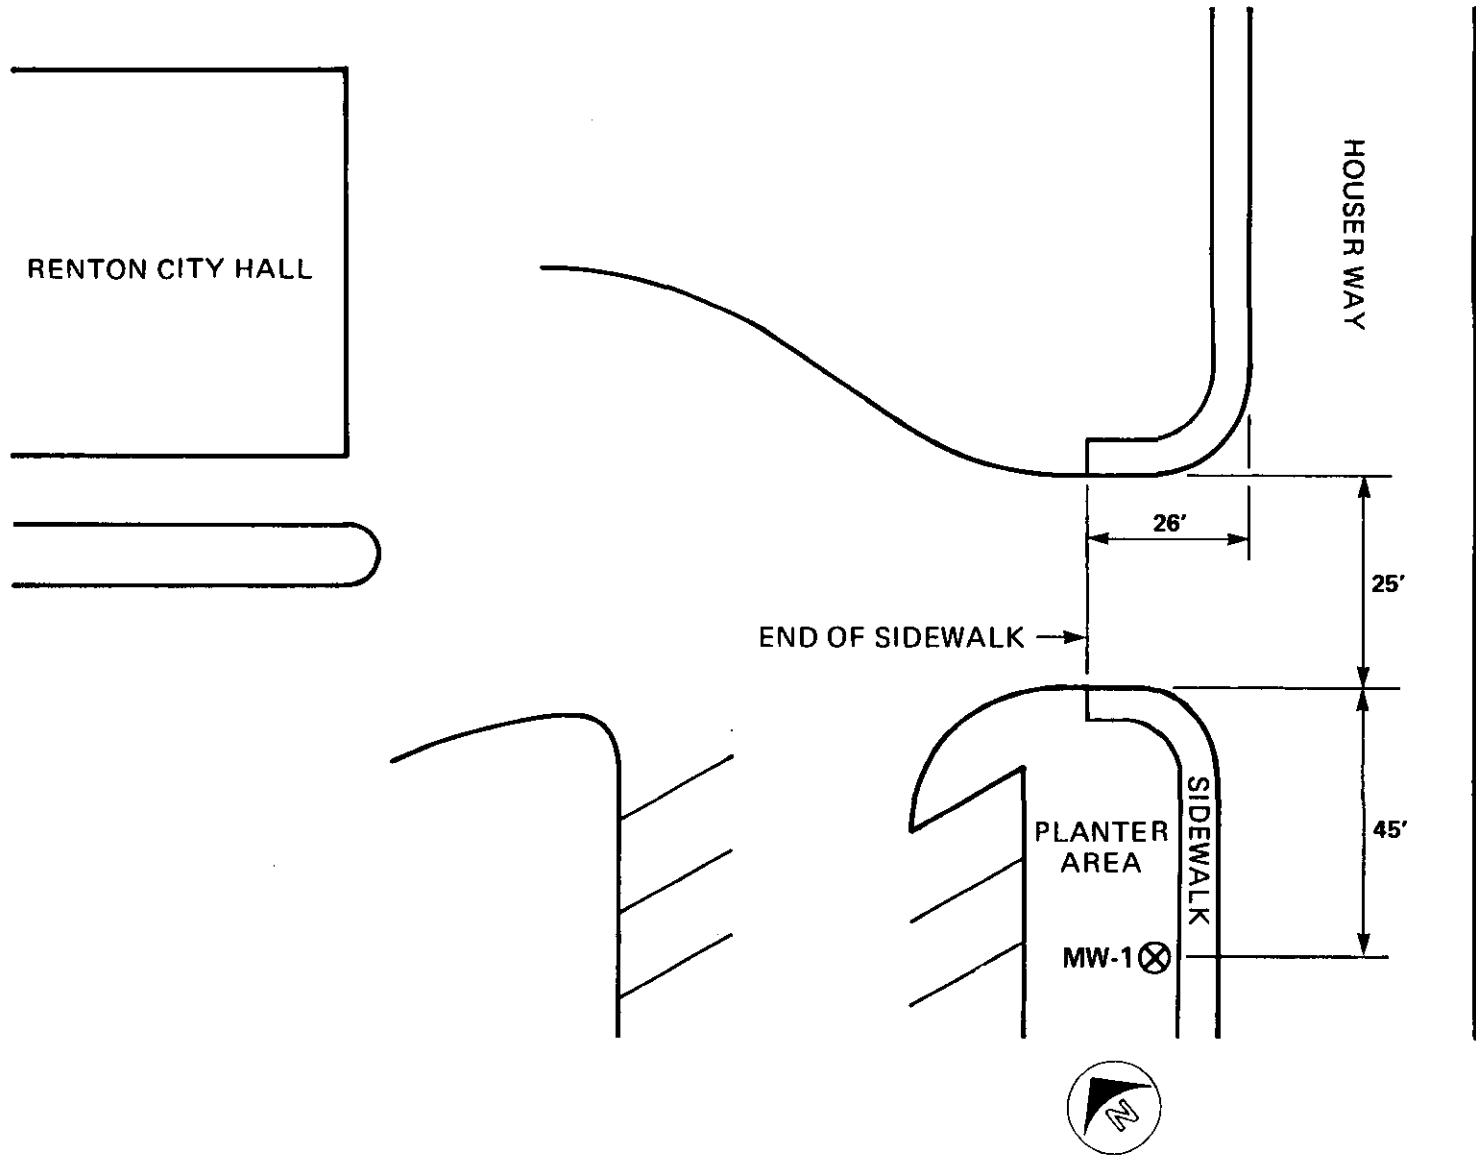 HOUSER WAY
RENTON CITY HALL
26'
25'
END OF SIDEWALK
SIDEWALK
PLANTER
AREA
45'
MW-1
N